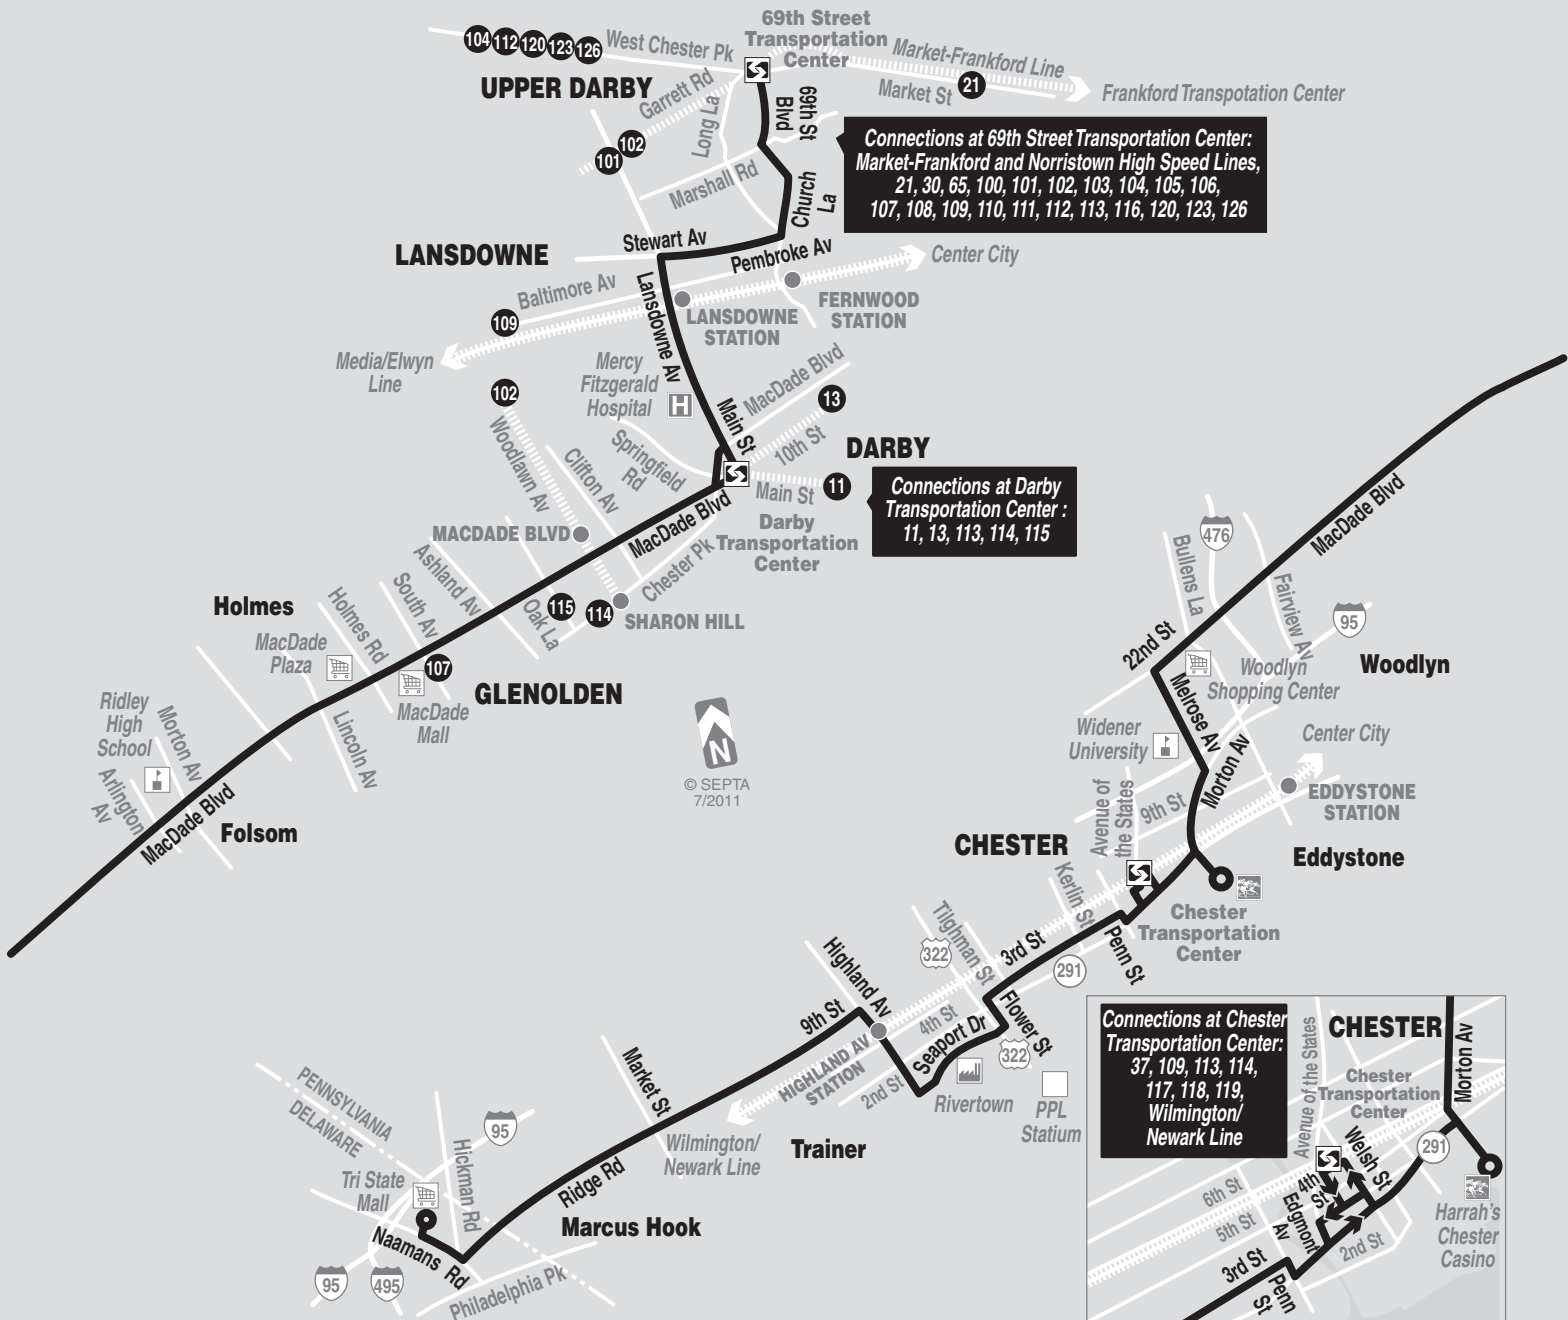 69th Street
Transportation
Center
104
112
120
123
126
West Chester Pk
Market-Frankford Line
Market St
21
Frankford Transpotation Center
UPPER DARBY
Garrett Rd
Long La
69th St
Blvd
102
101
Marshall Rd
Church
La
Connections at 69th Street Transportation Center:
Market-Frankford and Norristown High Speed Lines,
21, 30, 65, 100, 101, 102, 103, 104, 105, 106,
107, 108, 109, 110, 111, 112, 113, 116, 120, 123, 126
LANSDOWNE
Stewart Av
Pembroke Av
Center City
Baltimore Av
Lansdowne Av
109
LANSDOWNE
STATION
FERNWOOD
STATION
Media/Elwyn
Line
Mercy
Fitzgerald
Hospital
H
MacDade Blvd
102
13
Main St
10th St
DARBY
Woodlawn Av
Clifton Av
Springfield
Rd
Main St
11
Connections at Darby
Transportation Center :
11, 13, 113, 114, 115
MACDADE BLVD
MacDade Blvd
Darby
Transportation
Center
Chester Pk
Ashland Av
South Av
Holmes Rd
Holmes
Oak La
115
114
SHARON HILL
MacDade
Plaza
107
GLENOLDEN
MacDade
Mall
Lincoln Av
Ridley
High
School
Morton Av
Arlington
Av
MacDade Blvd
Folsom
N
© SEPTA
7/2011
MacDade Blvd
476
Bullens La
Fairview Av
95
22nd St
Woodlyn
Shopping Center
Woodlyn
Melrose Av
Widener
University
Center City
Morton Av
Avenue of
the States
9th St
EDDYSTONE
STATION
CHESTER
Eddystone
Kerlin St
Chester
Transportation
Center
Tilghman St
322
3rd St
Penn St
291
Highland Av
9th St
4th St
Flower St
Seaport Dr
322
HIGHLAND AV
STATION
2nd St
Rivertown
PPL
Statium
Market St
Wilmington/
Newark Line
Trainer
PENNSYLVANIA
DELAWARE
95
Hickman Rd
Ridge Rd
Tri State
Mall
Marcus Hook
Naamans Rd
95
495
Philadelphia Pk
Connections at Chester
Transportation Center:
37, 109, 113, 114,
117, 118, 119,
Wilmington/
Newark Line
Avenue of the States
CHESTER
Morton Av
Chester
Transportation
Center
Welsh St
291
4th
St
6th St
5th St
Edgmont
Av
2nd St
Harrah's
Chester
Casino
3rd St
Penn
St